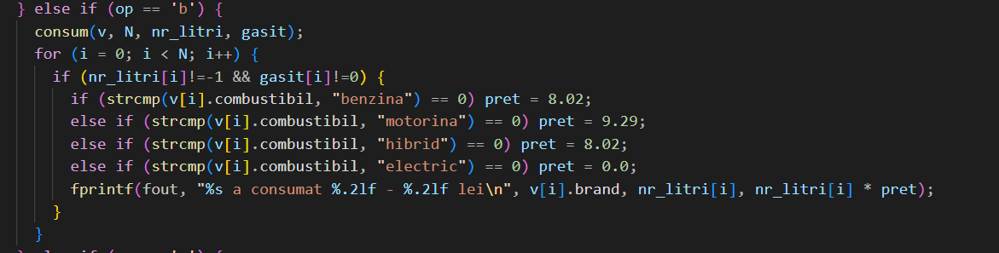 } else if (op == 'b') {
consum(v, N, nr_litri, gasit);
for (i = 0; i < N; i++) {
if (nr_litri[i]!=-1 && gasit[i]!=0) {
if (strcmp(v[i].combustibil, "benzina") == 0) pret = 8.02;
else if (strcmp(v[i].combustibil, "motorina") == 0) pret = 9.29;
else if (strcmp(v[i].combustibil, "hibrid") == 0) pret = 8.02;
else if (strcmp(v[i].combustibil, "electric") == 0) pret = 0.0;
fprintf(fout, "%s a consumat %.2lf - %.2lf lei\n", v[i].brand, nr_litri[i], nr_litri[i] * pret);
}
}